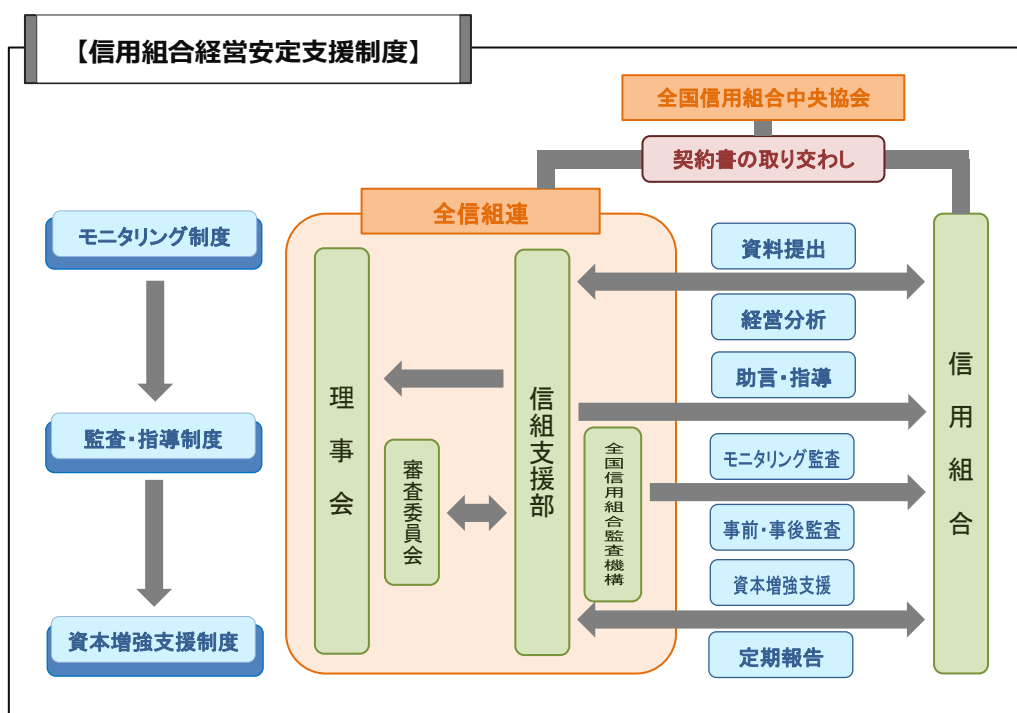 【信用組合経営安定支援制度】
全国信用組合中央協会
契約書の取り交わし
全信組連
モニタリング制度
監査・指導制度
資本増強支援制度
理事会
審査委員会
信組支援部
全国信用組合監査機構
資料提出
経営分析
助言・指導
モニタリング監査
事前・事後監査
資本増強支援
定期報告
信用組合